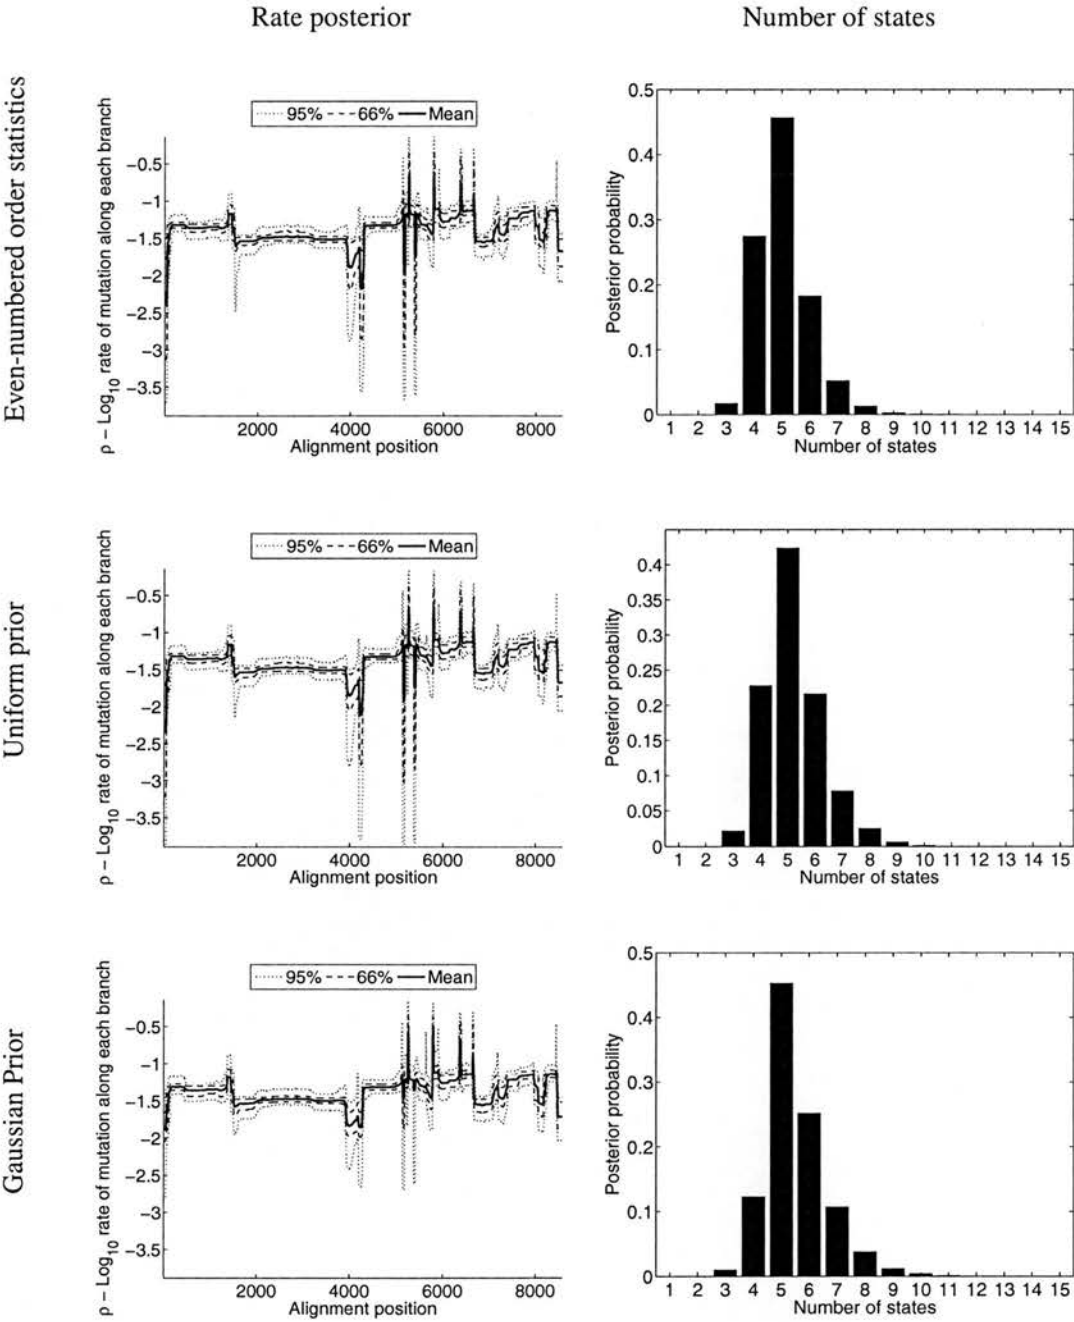 Rate posterior
Number of states
Even-numbered order statistics
95% 66% Mean
ρ − Log10 rate of mutation along each branch
−0.5
−1
−1.5
−2
−2.5
−3
−3.5
2000 4000 6000 8000
Alignment position
Posterior probability
0.5
0.4
0.3
0.2
0.1
0
1 2 3 4 5 6 7 8 9 10 11 12 13 14 15
Number of states
Uniform prior
95% 66% Mean
ρ − Log10 rate of mutation along each branch
−0.5
−1
−1.5
−2
−2.5
−3
−3.5
2000 4000 6000 8000
Alignment position
Posterior probability
0.4
0.35
0.3
0.25
0.2
0.15
0.1
0.05
0
1 2 3 4 5 6 7 8 9 10 11 12 13 14 15
Number of states
Gaussian Prior
95% 66% Mean
ρ − Log10 rate of mutation along each branch
−0.5
−1
−1.5
−2
−2.5
−3
−3.5
2000 4000 6000 8000
Alignment position
Posterior probability
0.5
0.4
0.3
0.2
0.1
0
1 2 3 4 5 6 7 8 9 10 11 12 13 14 15
Number of states